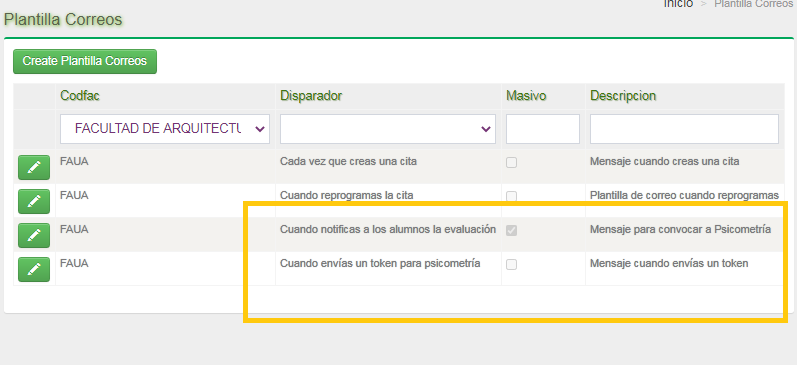 Inicio > Plantilla Correos
Plantilla Correos
Create Plantilla Correos
Codfac Disparador Masivo Descripcion
FACULTAD DE ARQUITECTU
FAUA Cada vez que creas una cita Mensaje cuando creas una cita
FAUA Cuando reprogramas la cita Plantilla de correo cuando reprogramas
FAUA Cuando notificas a los alumnos la evaluación Mensaje para convocar a Psicometría
FAUA Cuando envías un token para psicometría Mensaje cuando envías un token